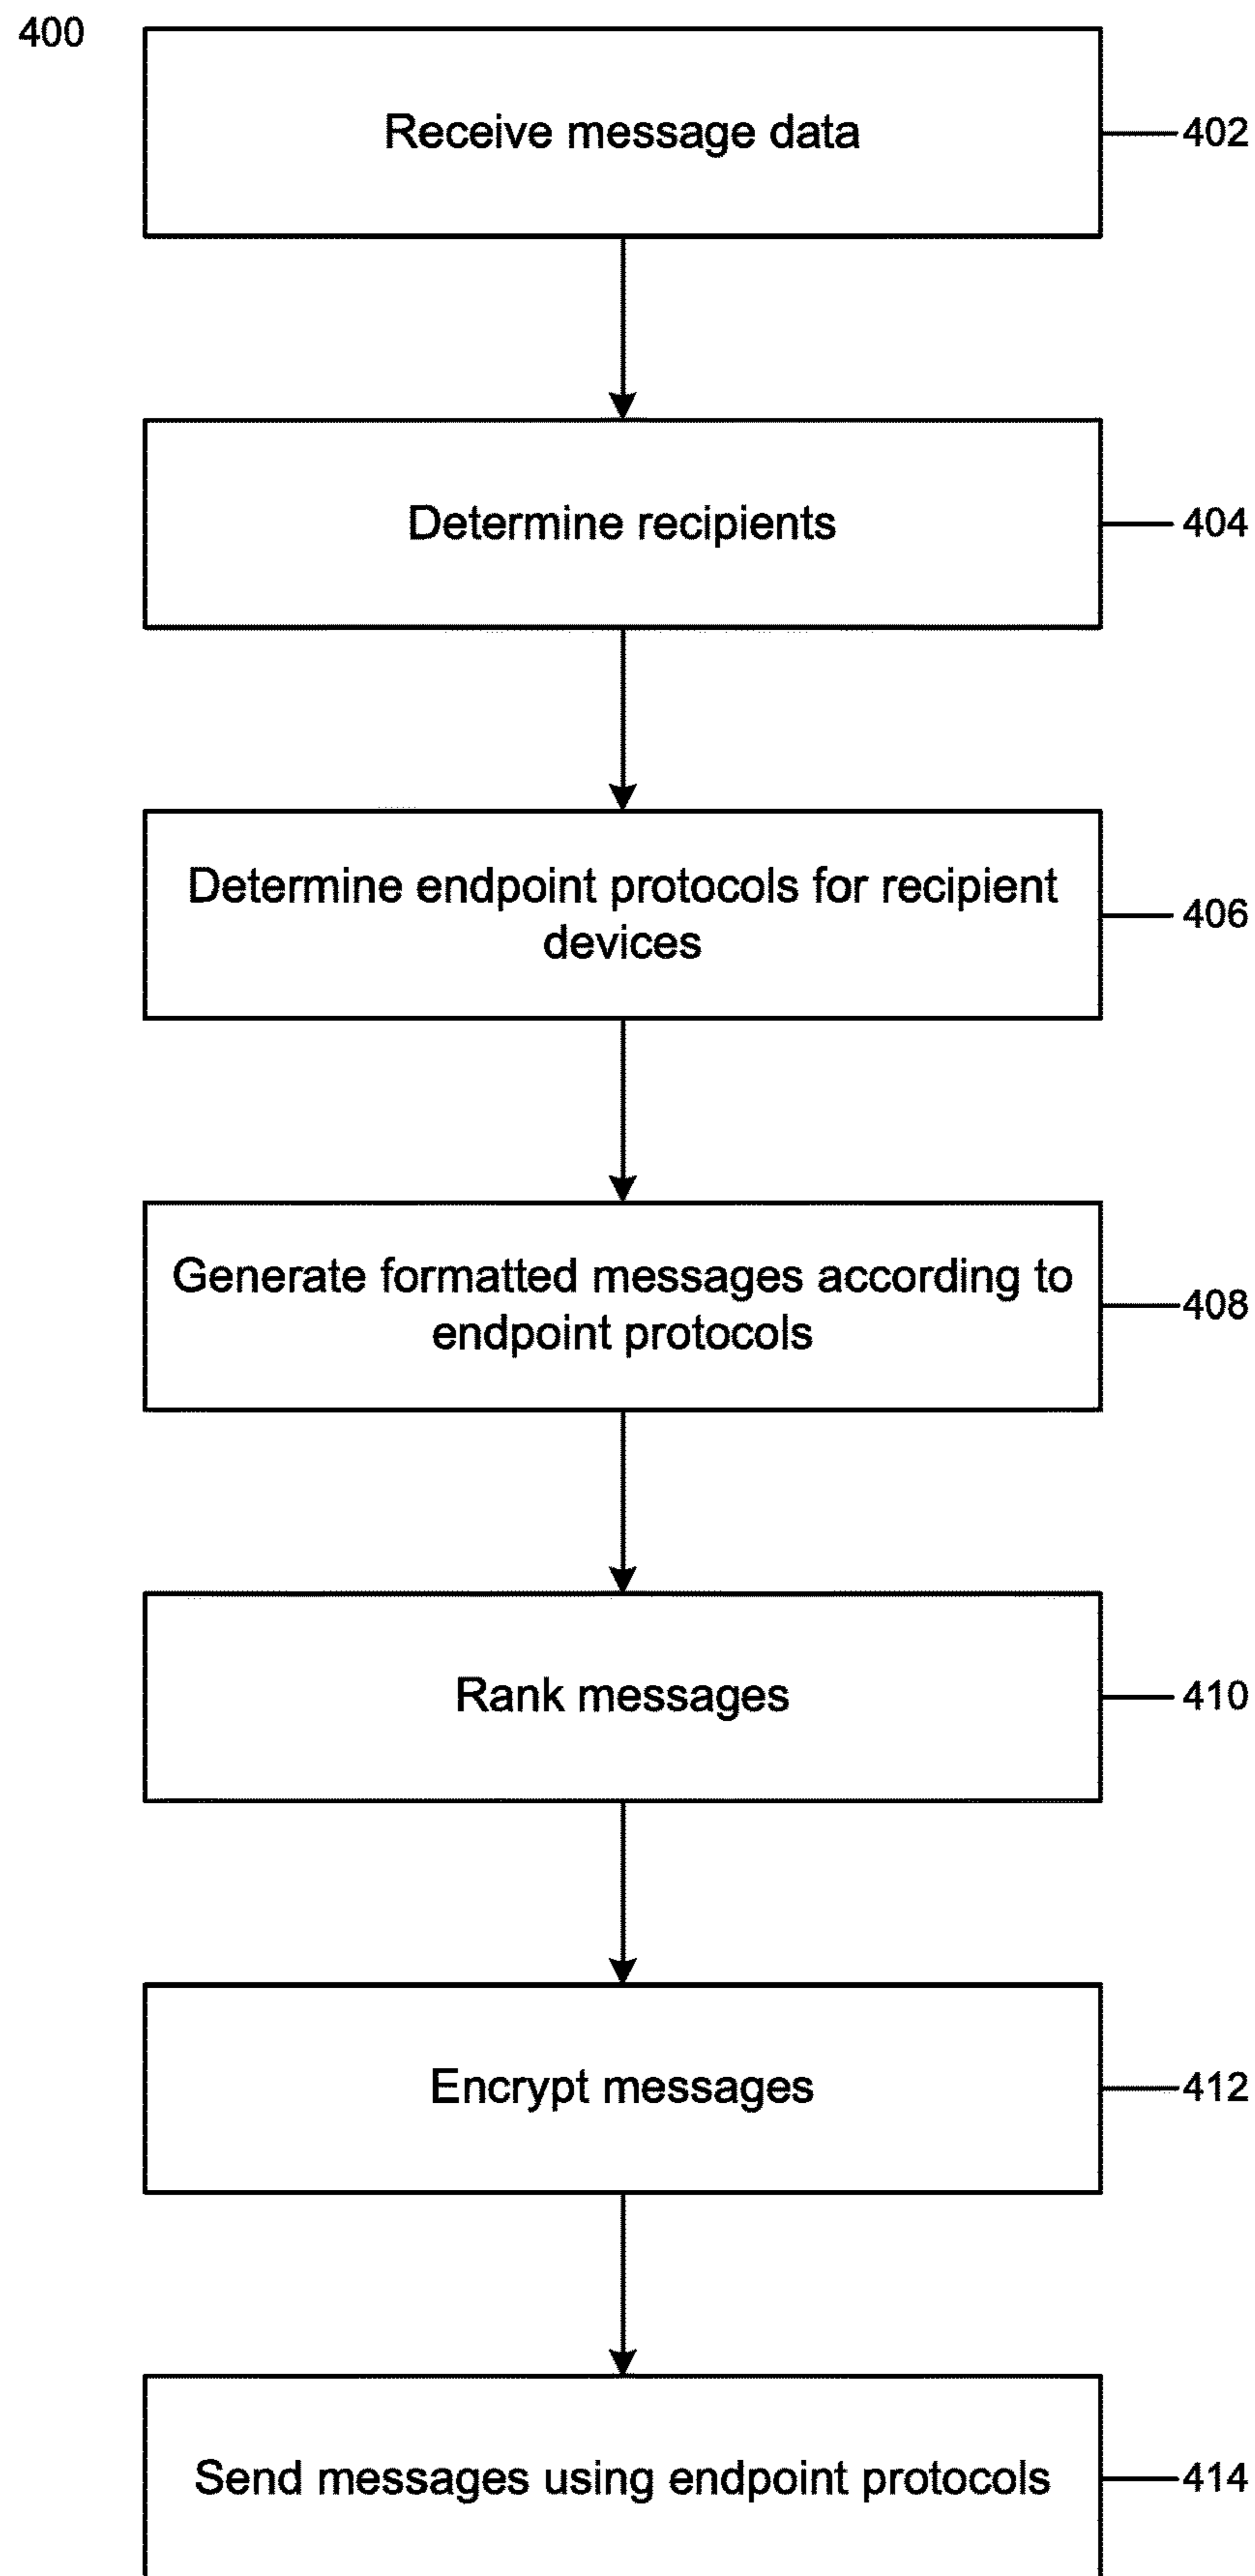 400
Receive message data
402
Determine recipients
404
Determine endpoint protocols for recipient
devices
406
Generate formatted messages according to
endpoint protocols
408
Rank messages
410
Encrypt messages
412
Send messages using endpoint protocols
414